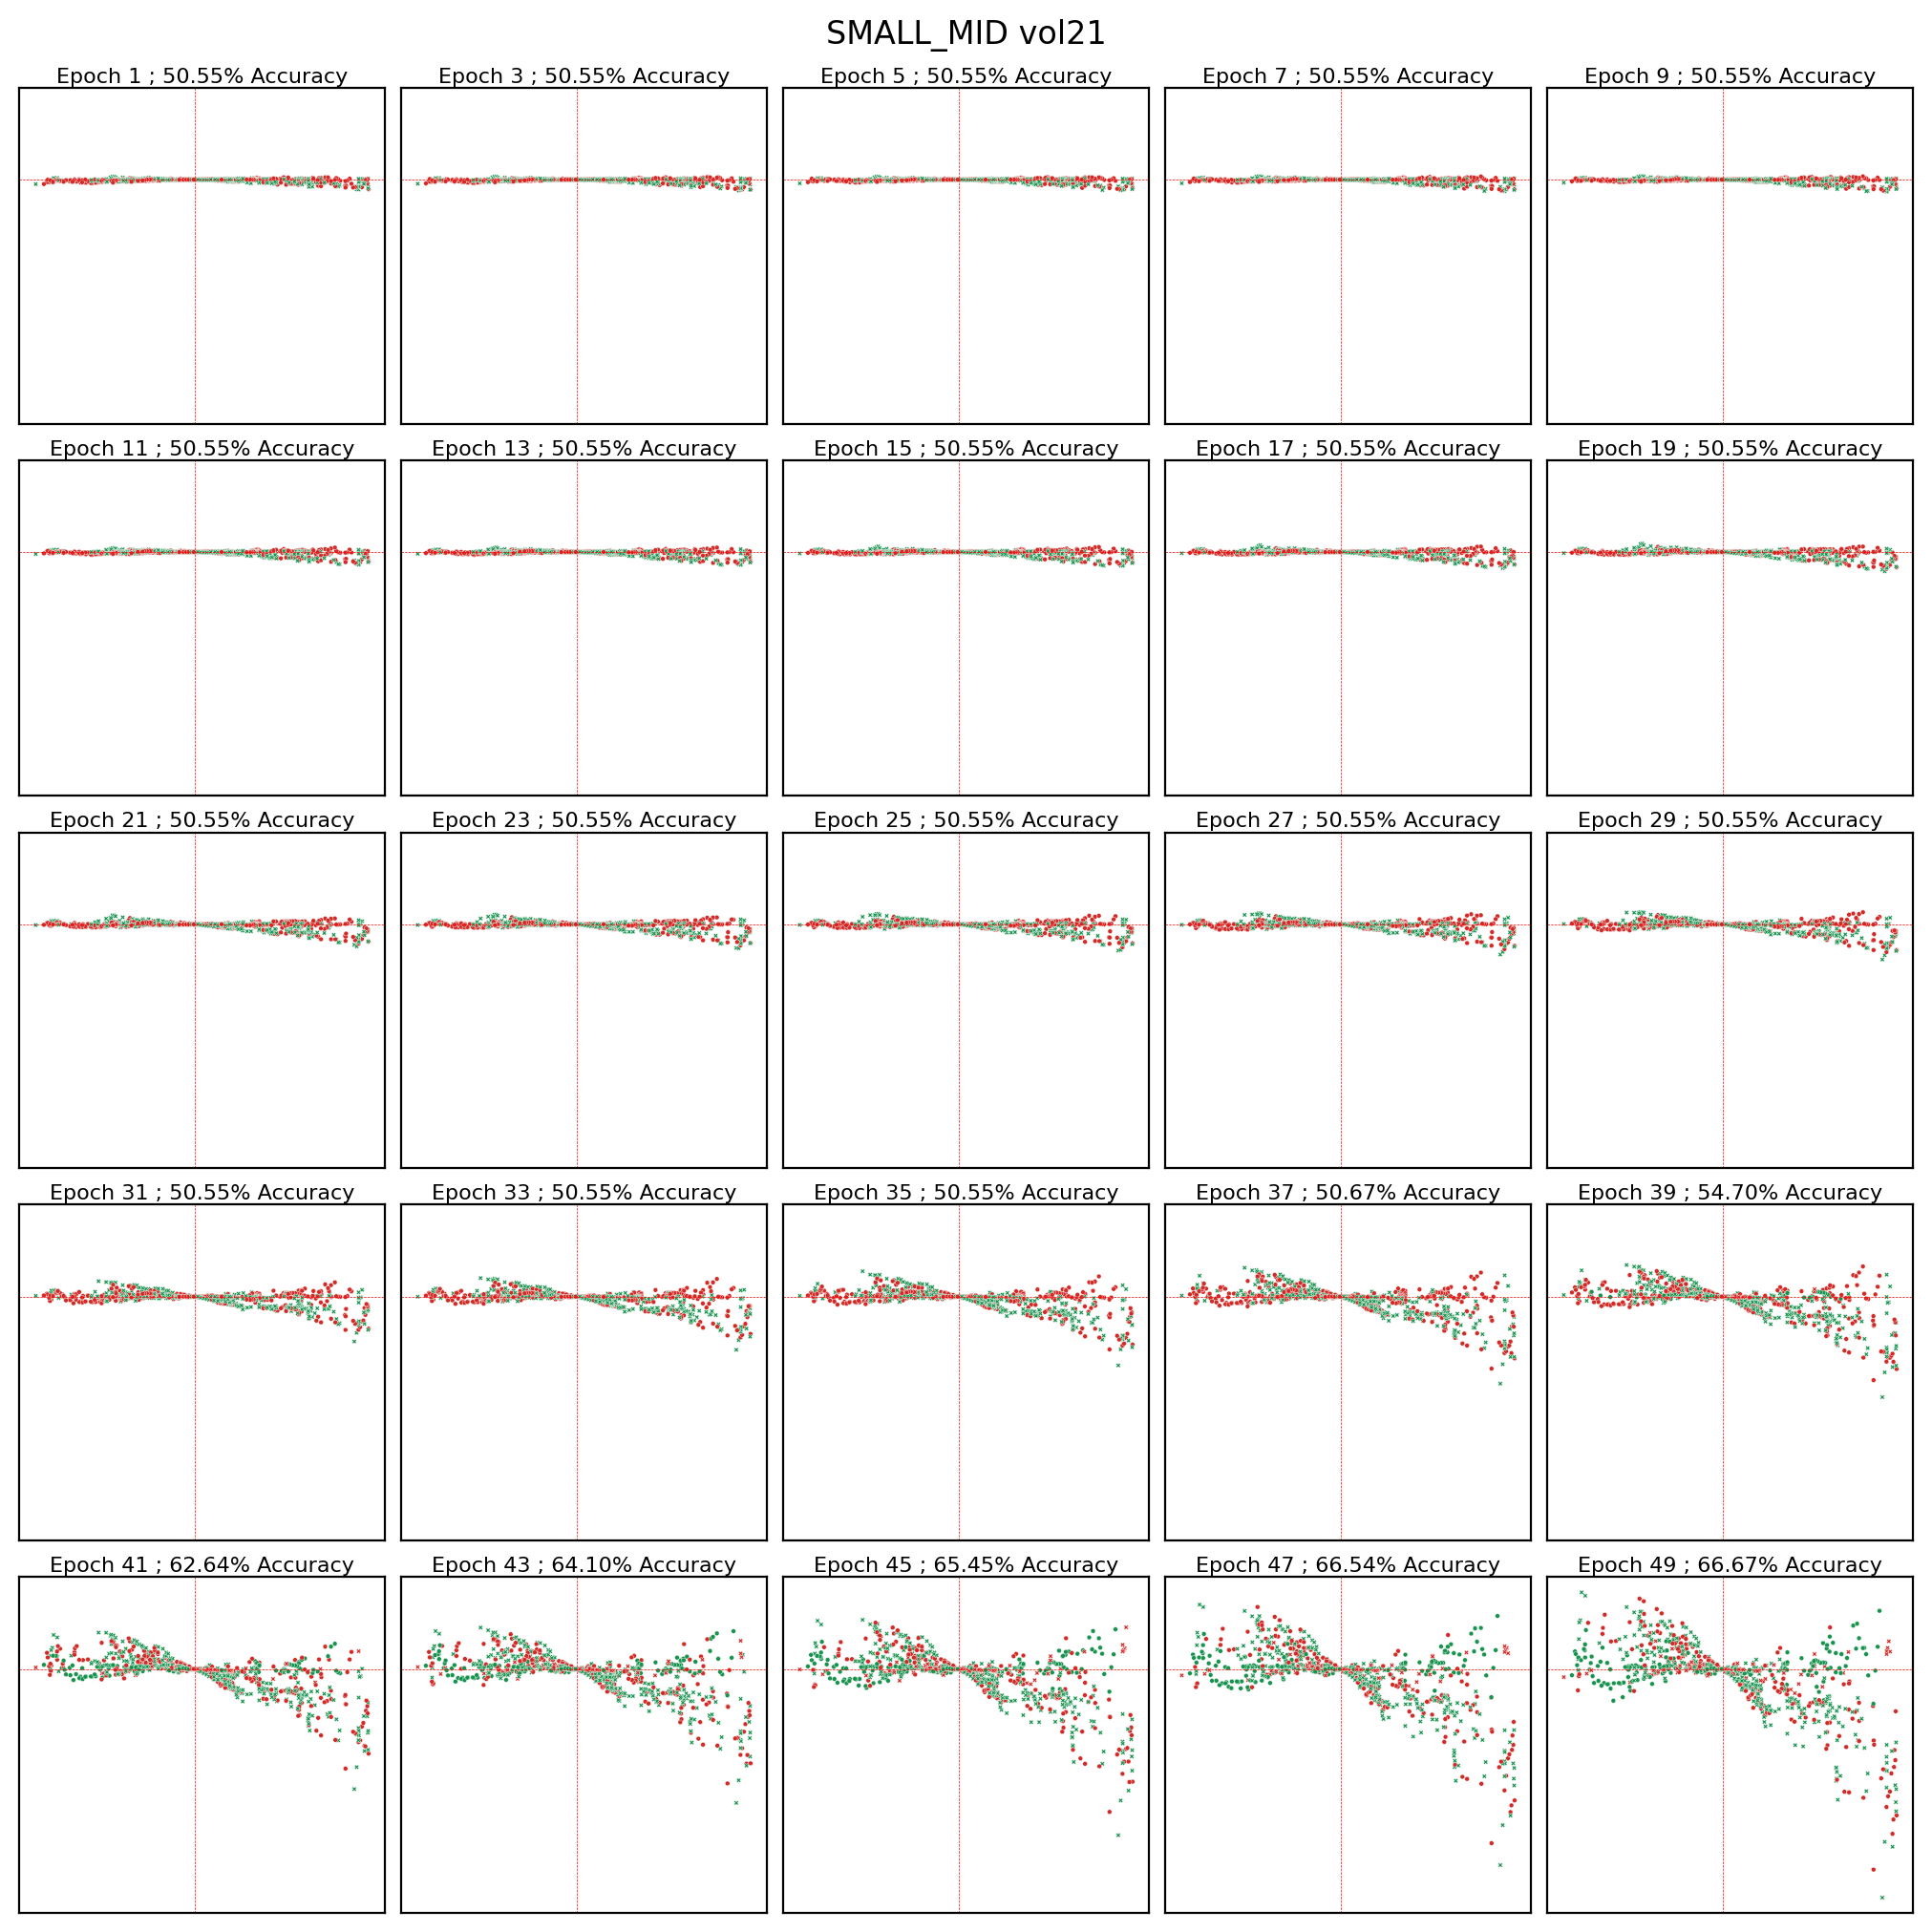 SMALL_MID vol21
Epoch 1 ; 50.55% Accuracy
Epoch 3 ; 50.55% Accuracy
Epoch 5 ; 50.55% Accuracy
Epoch 7 ; 50.55% Accuracy
Epoch 9 ; 50.55% Accuracy
Epoch 11 ; 50.55% Accuracy
Epoch 13 ; 50.55% Accuracy
Epoch 15 ; 50.55% Accuracy
Epoch 17 ; 50.55% Accuracy
Epoch 19 ; 50.55% Accuracy
Epoch 21 ; 50.55% Accuracy
Epoch 23 ; 50.55% Accuracy
Epoch 25 ; 50.55% Accuracy
Epoch 27 ; 50.55% Accuracy
Epoch 29 ; 50.55% Accuracy
Epoch 31 ; 50.55% Accuracy
Epoch 33 ; 50.55% Accuracy
Epoch 35 ; 50.55% Accuracy
Epoch 37 ; 50.67% Accuracy
Epoch 39 ; 54.70% Accuracy
Epoch 41 ; 62.64% Accuracy
Epoch 43 ; 64.10% Accuracy
Epoch 45 ; 65.45% Accuracy
Epoch 47 ; 66.54% Accuracy
Epoch 49 ; 66.67% Accuracy